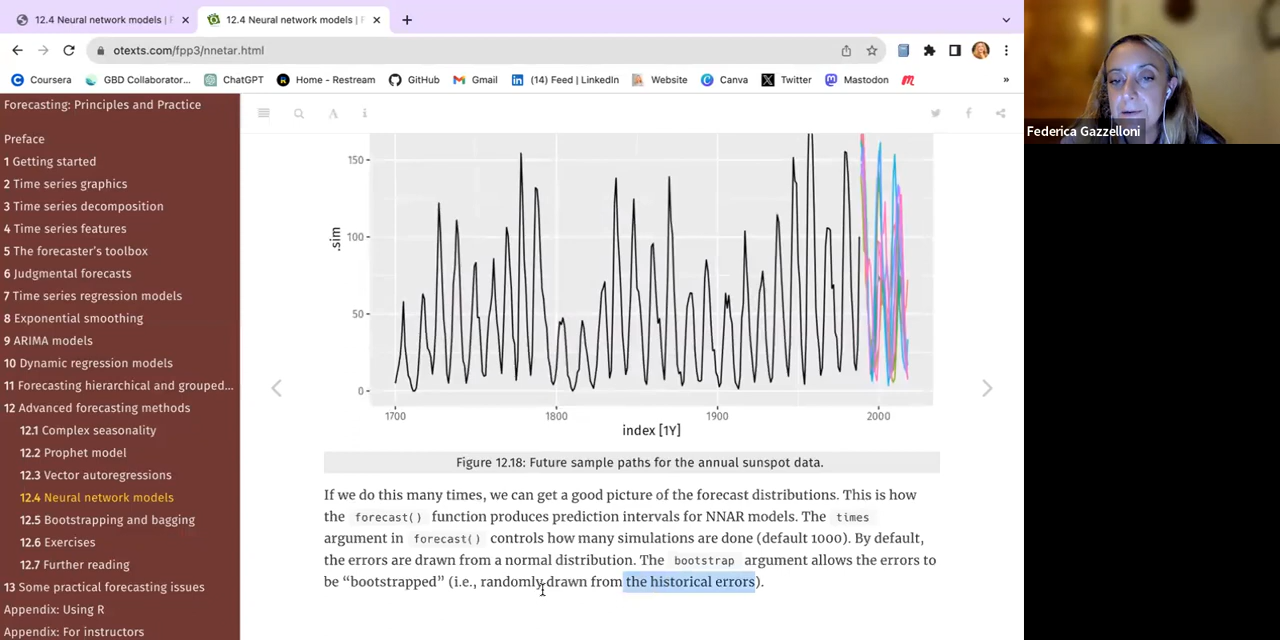 12.4 Neural network models | F
12.4 Neural network models | F
otexts.com/fpp3/nnetar.html
Coursera
GBD Collaborator...
ChatGPT
Home - Restream
GitHub
Gmail
(14) Feed | LinkedIn
Website
Canva
Twitter
Mastodon
»
Forecasting: Principles and Practice
Preface
1 Getting started
2 Time series graphics
3 Time series decomposition
4 Time series features
5 The forecaster's toolbox
6 Judgmental forecasts
7 Time series regression models
8 Exponential smoothing
9 ARIMA models
10 Dynamic regression models
11 Forecasting hierarchical and grouped...
12 Advanced forecasting methods
12.1 Complex seasonality
12.2 Prophet model
12.3 Vector autoregressions
12.4 Neural network models
12.5 Bootstrapping and bagging
12.6 Exercises
12.7 Further reading
13 Some practical forecasting issues
Appendix: Using R
Appendix: For instructors
150
100
50
0
.sim
1700
1800
1900
2000
index [1Y]
Figure 12.18: Future sample paths for the annual sunspot data.
If we do this many times, we can get a good picture of the forecast distributions. This is how
the forecast() function produces prediction intervals for NNAR models. The times
argument in forecast() controls how many simulations are done (default 1000). By default,
the errors are drawn from a normal distribution. The bootstrap argument allows the errors to
be “bootstrapped” (i.e., randomly drawn from the historical errors).
Federica Gazzelloni